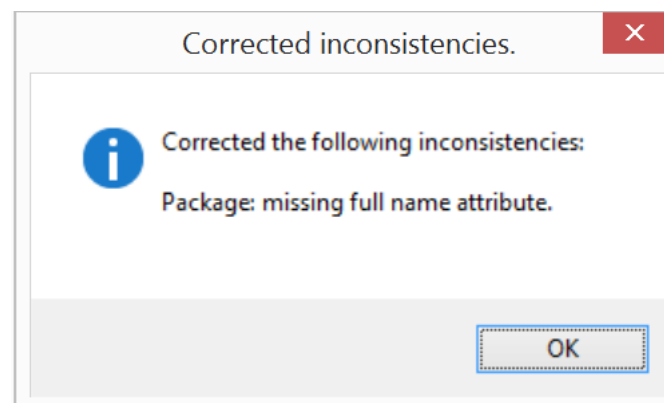 Corrected inconsistencies.
Corrected the following inconsistencies:
Package: missing full name attribute.
OK